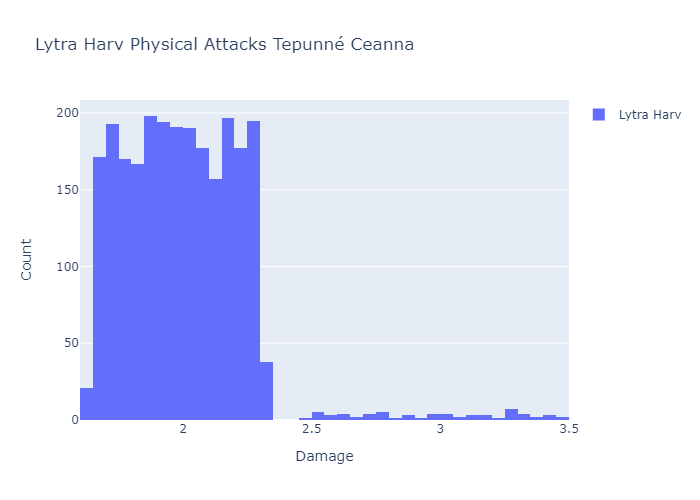 Lytra Harv Physical Attacks Tepunné Ceanna
Lytra Harv
200
150
100
50
0
Count
2
2.5
3
3.5
Damage